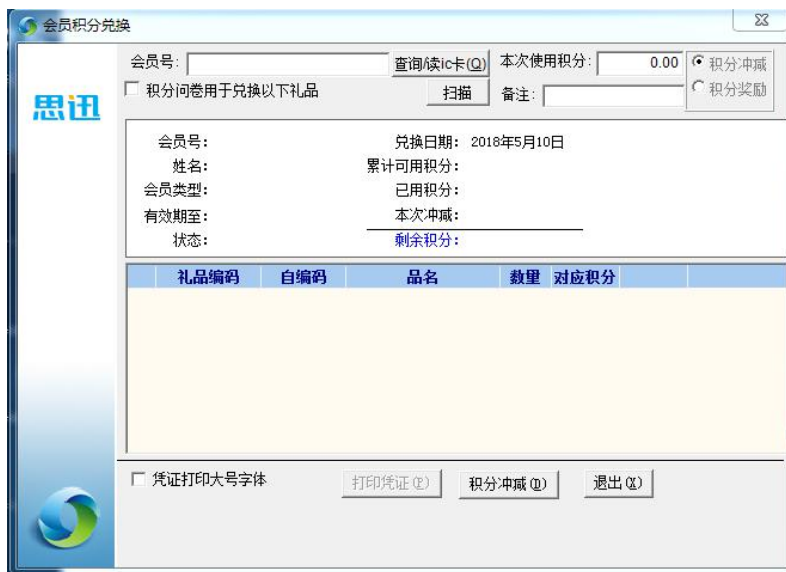 会员积分兑换
会员号: 查询/读ic卡(Q) 本次使用积分: 0.00 积分冲减
积分问卷用于兑换以下礼品 扫描 备注: 积分奖励
思迅
会员号: 兑换日期: 2018年5月10日
姓名: 累计可用积分:
会员类型: 已用积分:
有效期至: 本次冲减:
状态: 剩余积分:
礼品编码 自编码 品名 数量 对应积分
凭证打印大号字体 打印凭证(P) 积分冲减(D) 退出(X)